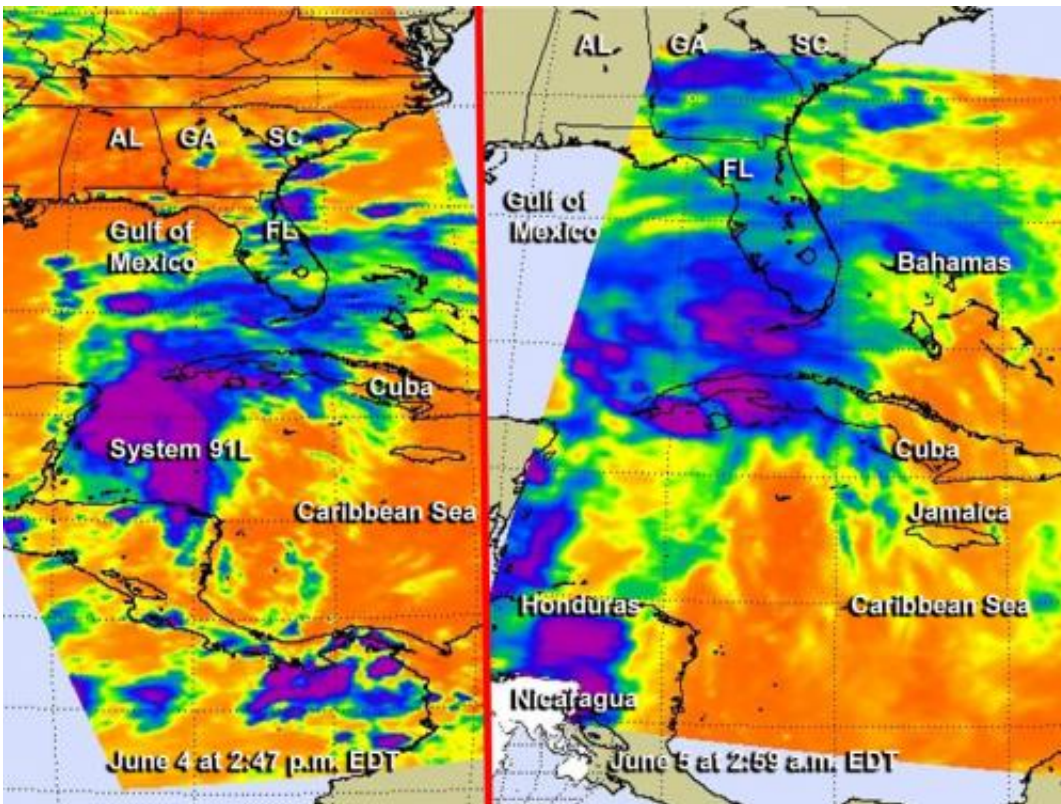 AL
GA
SC
Gulf of
Mexico
FL
Cuba
System 91L
Caribbean Sea
June 4 at 2:47 p.m. EDT
AL
GA
SC
FL
Gulf of
Mexico
Bahamas
Cuba
Jamaica
Honduras
Caribbean Sea
Nicaragua
June 5 at 2:59 a.m. EDT